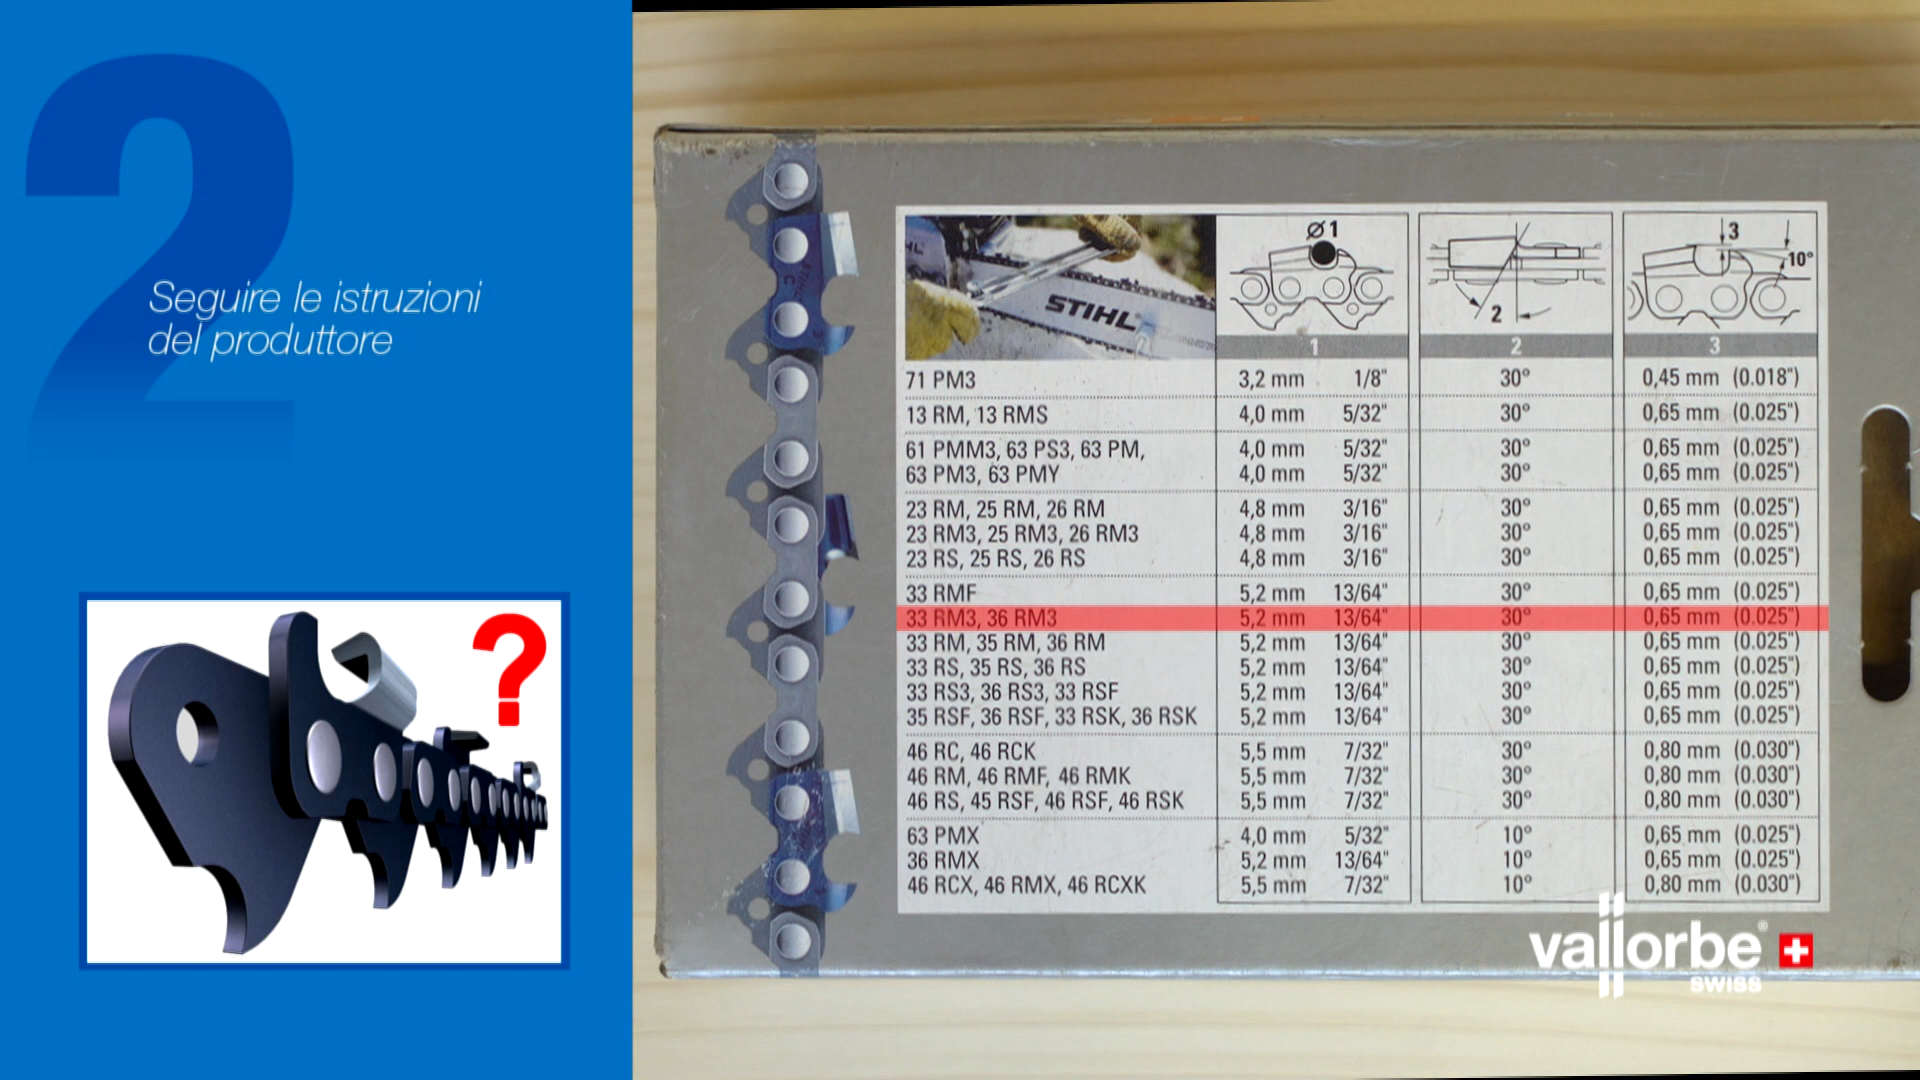 2
Seguire le istruzioni
del produttore
?
STIHL
Ø 1
2
3
10°
1 2 3
71 PM3 3,2 mm 1/8" 30° 0,45 mm (0.018")
13 RM, 13 RMS 4,0 mm 5/32" 30° 0,65 mm (0.025")
61 PMM3, 63 PS3, 63 PM, 4,0 mm 5/32" 30° 0,65 mm (0.025")
63 PM3, 63 PMY 4,0 mm 5/32" 30° 0,65 mm (0.025")
23 RM, 25 RM, 26 RM 4,8 mm 3/16" 30° 0,65 mm (0.025")
23 RM3, 25 RM3, 26 RM3 4,8 mm 3/16" 30° 0,65 mm (0.025")
23 RS, 25 RS, 26 RS 4,8 mm 3/16" 30° 0,65 mm (0.025")
33 RMF 5,2 mm 13/64" 30° 0,65 mm (0.025")
33 RM3, 36 RM3 5,2 mm 13/64" 30° 0,65 mm (0.025")
33 RM, 35 RM, 36 RM 5,2 mm 13/64" 30° 0,65 mm (0.025")
33 RS, 35 RS, 36 RS 5,2 mm 13/64" 30° 0,65 mm (0.025")
33 RS3, 36 RS3, 33 RSF 5,2 mm 13/64" 30° 0,65 mm (0.025")
35 RSF, 36 RSF, 33 RSK, 36 RSK 5,2 mm 13/64" 30° 0,65 mm (0.025")
46 RC, 46 RCK 5,5 mm 7/32" 30° 0,80 mm (0.030")
46 RM, 46 RMF, 46 RMK 5,5 mm 7/32" 30° 0,80 mm (0.030")
46 RS, 45 RSF, 46 RSF, 46 RSK 5,5 mm 7/32" 30° 0,80 mm (0.030")
63 PMX 4,0 mm 5/32" 10° 0,65 mm (0.025")
36 RMX 5,2 mm 13/64" 10° 0,65 mm (0.025")
46 RCX, 46 RMX, 46 RCXK 5,5 mm 7/32" 10° 0,80 mm (0.030")
vallorbe®
swiss